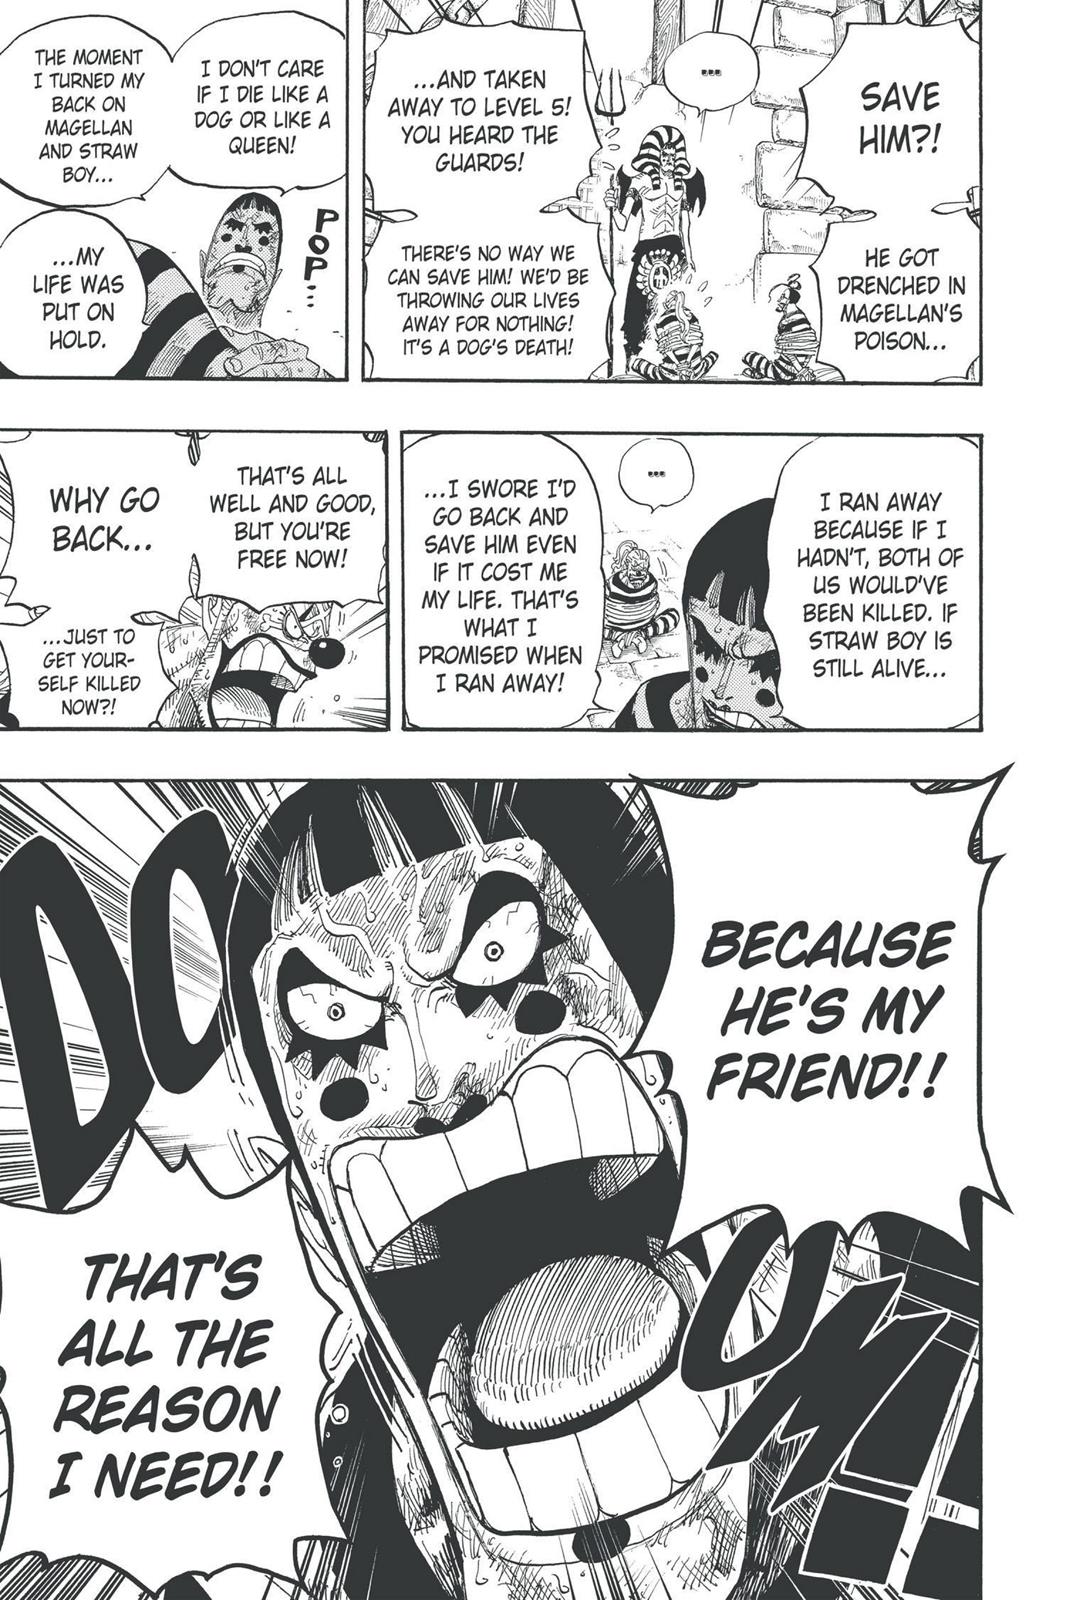 SAVE
HIM?!
HE GOT
DRENCHED IN
MAGELLAN'S
POISON...
...
...AND TAKEN
AWAY TO LEVEL 5!
YOU HEARD THE
GUARDS!
THERE'S NO WAY WE
CAN SAVE HIM! WE'D BE
THROWING OUR LIVES
AWAY FOR NOTHING!
IT'S A DOG'S DEATH!
I DON'T CARE
IF I DIE LIKE A
DOG OR LIKE A
QUEEN!
THE MOMENT
I TURNED MY
BACK ON
MAGELLAN
AND STRAW
BOY...
POP...
...MY
LIFE WAS
PUT ON
HOLD.
I RAN AWAY
BECAUSE IF I
HADN'T, BOTH OF
US WOULD'VE
BEEN KILLED. IF
STRAW BOY IS
STILL ALIVE...
...
...I SWORE I'D
GO BACK AND
SAVE HIM EVEN
IF IT COST ME
MY LIFE. THAT'S
WHAT I
PROMISED WHEN
I RAN AWAY!
THAT'S ALL
WELL AND GOOD,
BUT YOU'RE
FREE NOW!
WHY GO
BACK...
...JUST TO
GET YOUR-
SELF KILLED
NOW?!
BECAUSE
HE'S MY
FRIEND!!
DOOM
THAT'S
ALL THE
REASON
I NEED!!